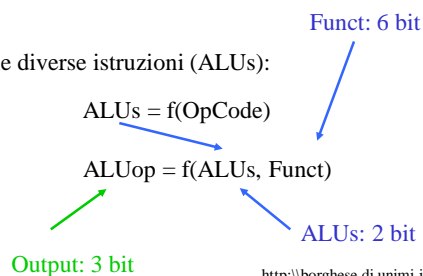 Funct: 6 bit
e diverse istruzioni (ALUs):
ALUs = f(OpCode)
ALUop = f(ALUs, Funct)
ALUs: 2 bit
Output: 3 bit